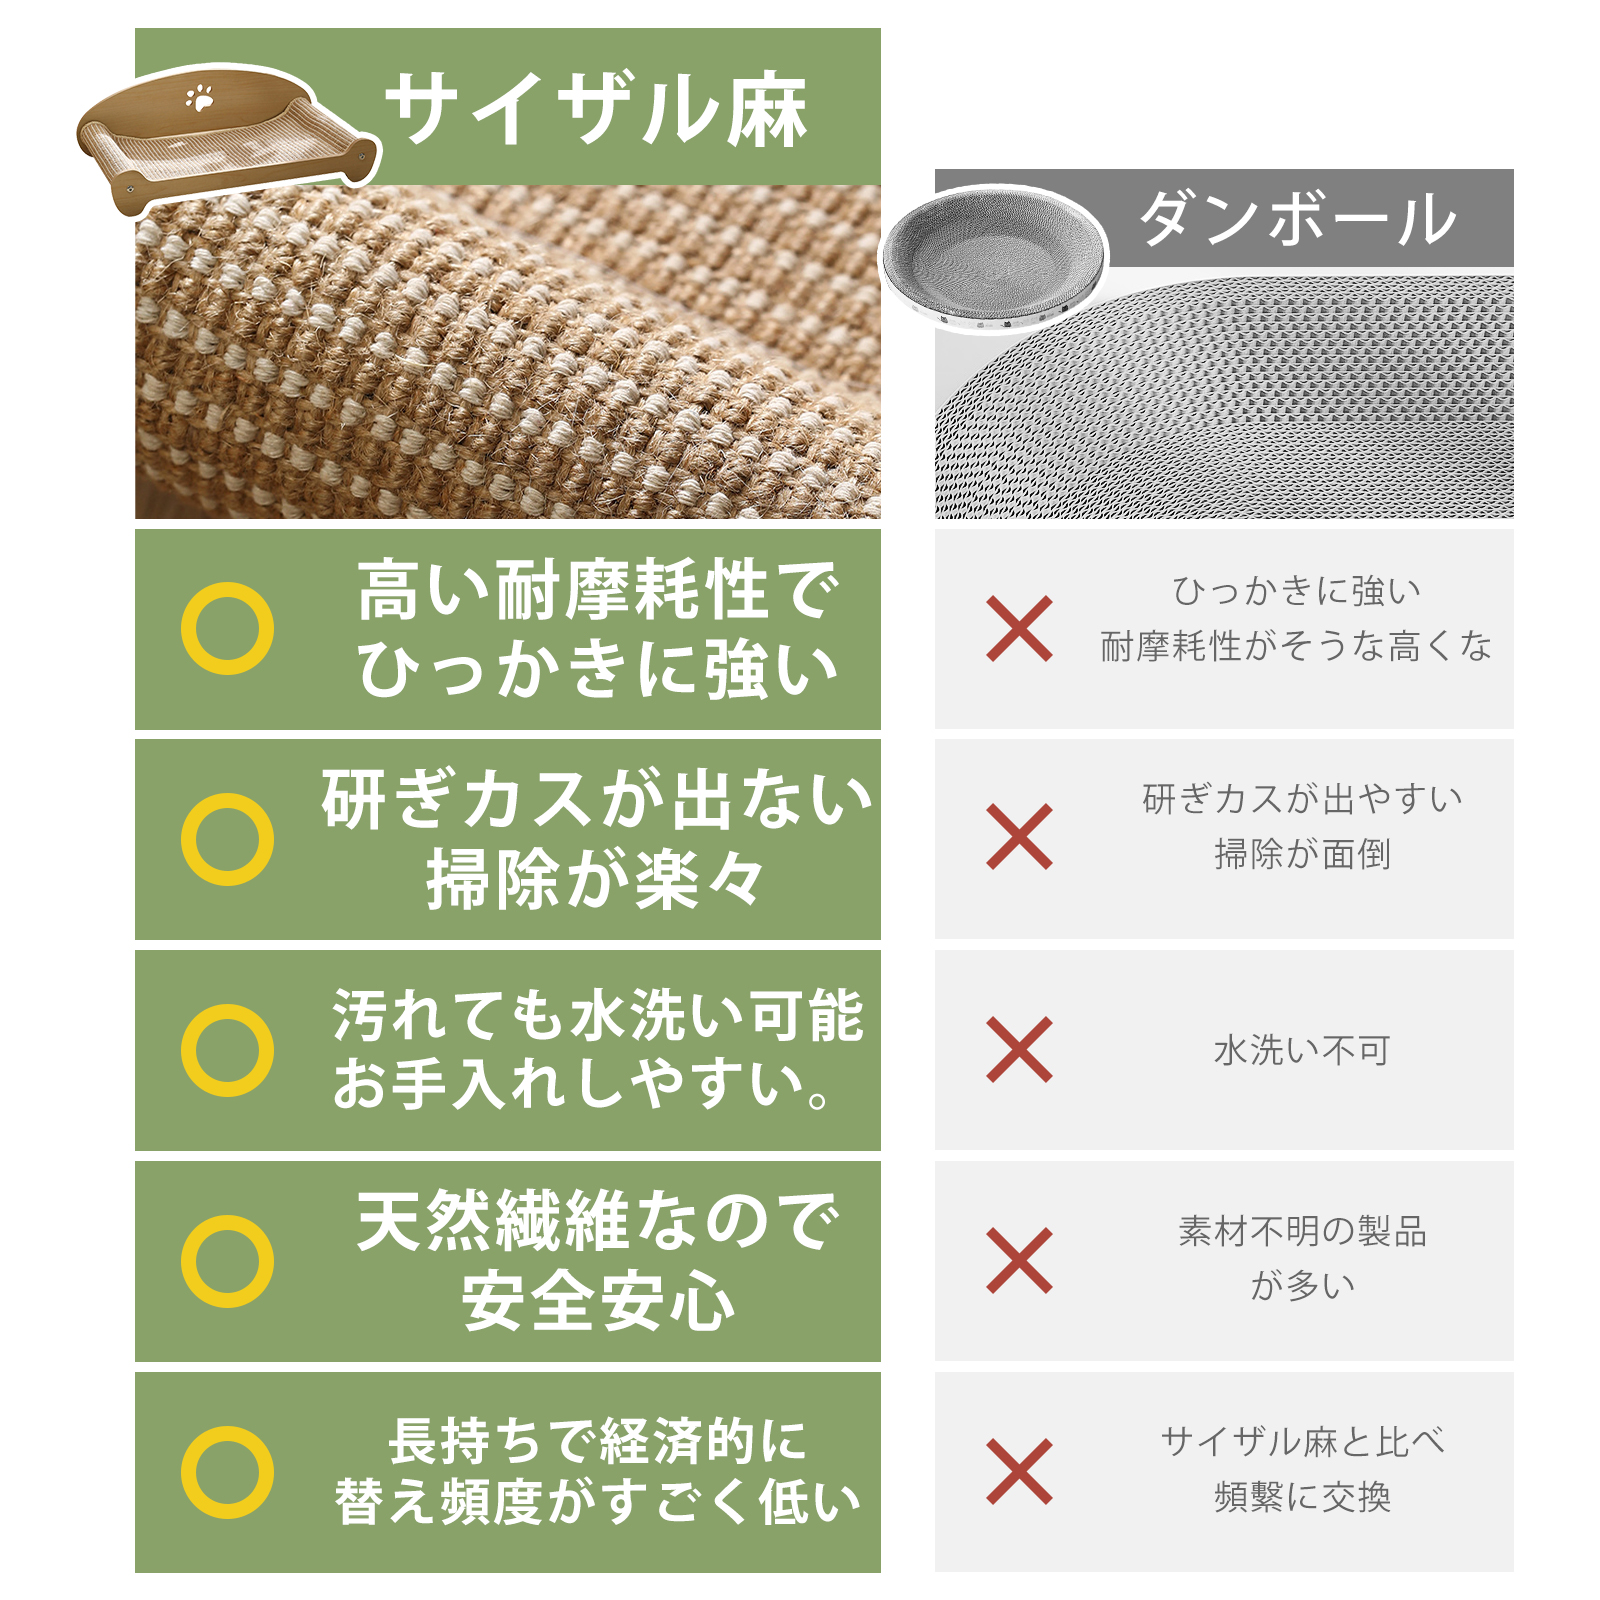 サイザル麻
ダンボール
高い耐摩耗性で
ひっかきに強い
ひっかきに強い
耐摩耗性がそうな高くな
研ぎカスが出ない
掃除が楽々
研ぎカスが出やすい
掃除が面倒
汚れても水洗い可能
お手入れしやすい。
水洗い不可
天然繊維なので
安全安心
素材不明の製品
が多い
長持ちで経済的に
替え頻度がすごく低い
サイザル麻と比べ
頻繫に交換